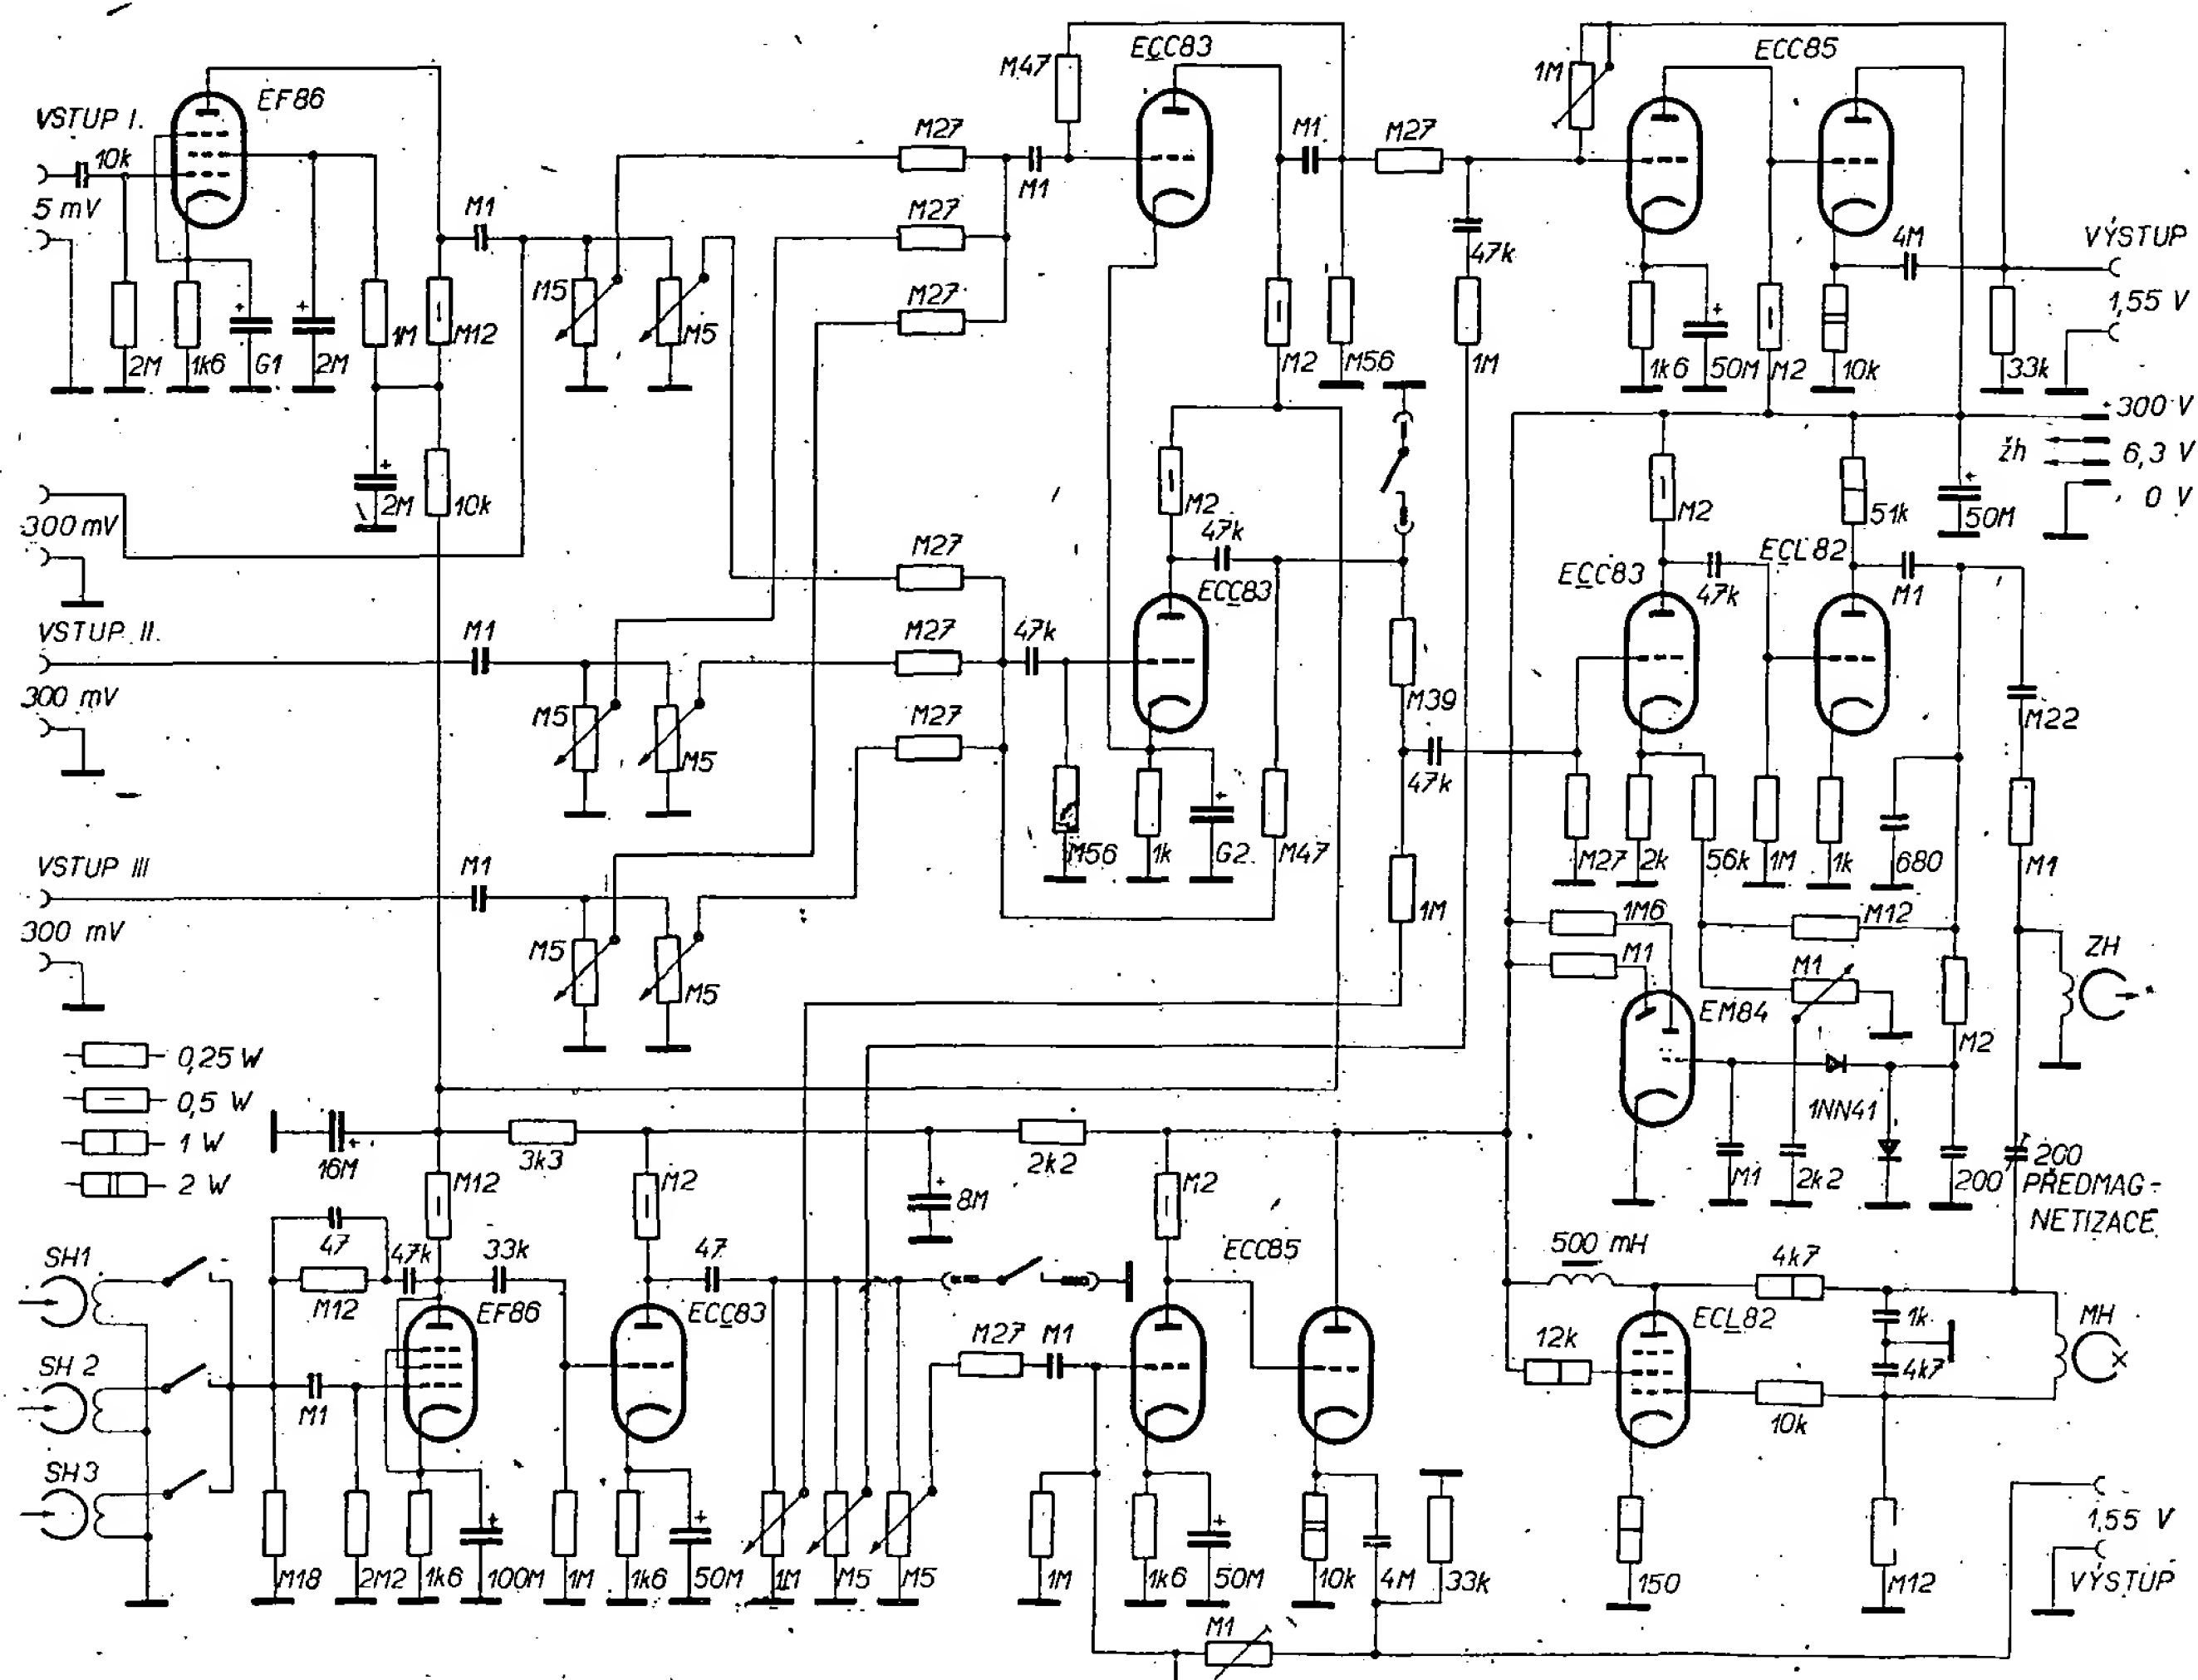 VSTUP I.
10k
5 mV
EF86
2M
1k6
G1
2M
1M
M12
M1
M5
M5
2M
10k
300 mV
VSTUP II.
300 mV
M1
M5
M5
VSTUP III
300 mV
M1
M5
M5
M27
M27
M27
M1
M47
ECC83
M1
M27
M2
M56
47k
1M
M27
M27
M27
47k
M2
47k
ECC83
M56
1k
G2
M47
M39
47k
1M
1M
ECC85
1k6
50M
M2
10k
4M
33k
VÝSTUP
1,55 V
+ 300 V
žh
6,3 V
0 V
M2
51k
50M
ECC83
47k
ECL82
M1
M22
M27
2k
56k
1M
1k
680
M1
1M6
M1
M12
M1
EM84
M2
ZH
1NN41
M1
2k2
200
200
PŘEDMAG-
NETIZACE
0,25 W
0,5 W
1 W
2 W
16M
3k3
2k2
M12
M2
8M
M2
SH1
SH 2
SH3
47
M12
47k
33k
EF86
M1
ECC83
47
M18
2M2
1k6
100M
1M
1k6
50M
1M
M5
M5
M27
M1
ECC85
1M
1k6
50M
10k
4M
33k
M1
500 mH
4k7
12k
ECL82
1k
4k7
10k
MH
150
M12
1,55 V
VÝSTUP